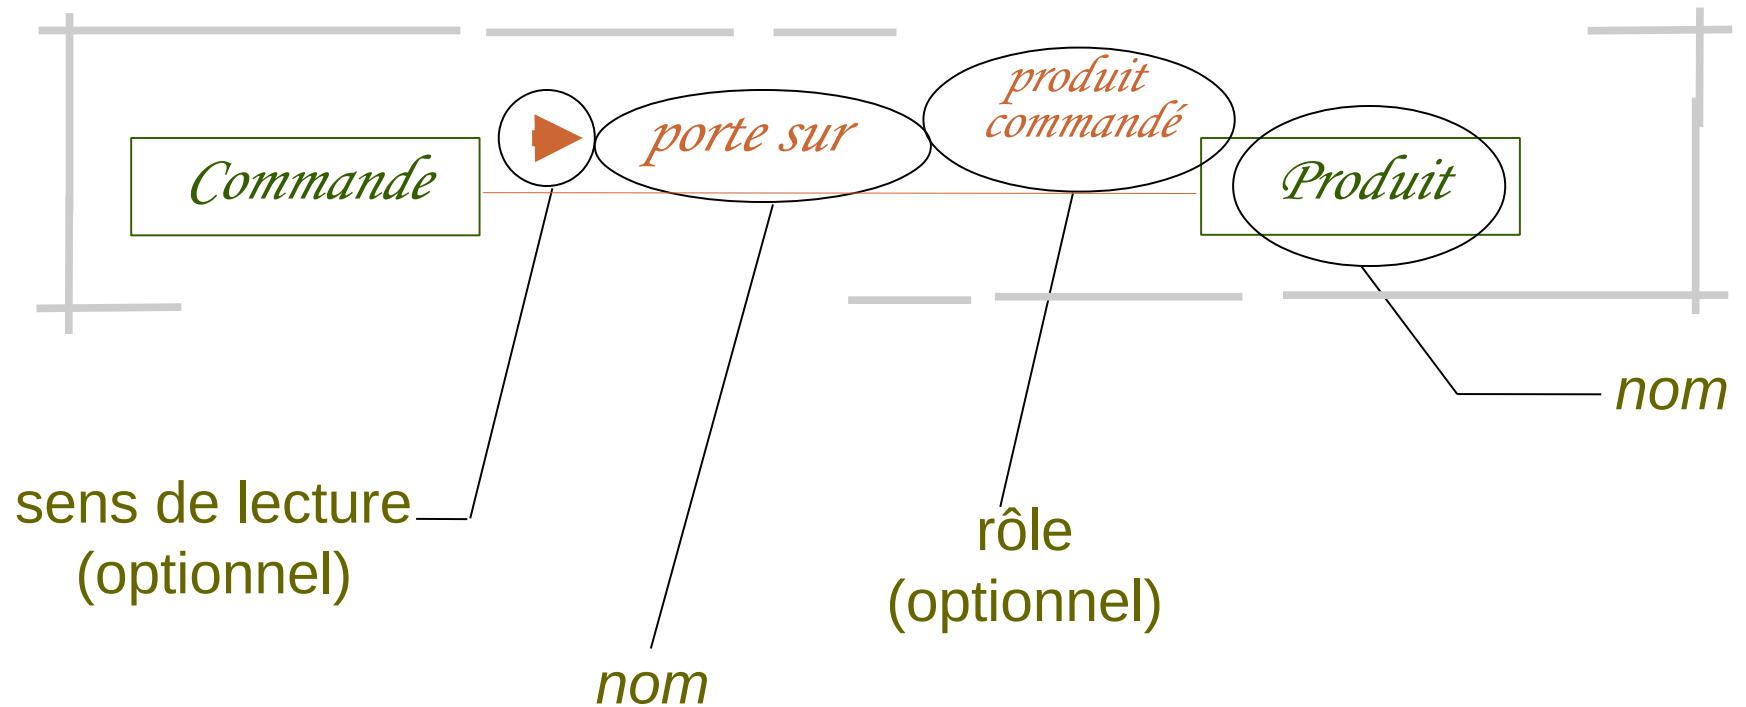 produit
commandé
porte sur
Commande
Produit
nom
sens de lecture
(optionnel)
rôle
(optionnel)
nom